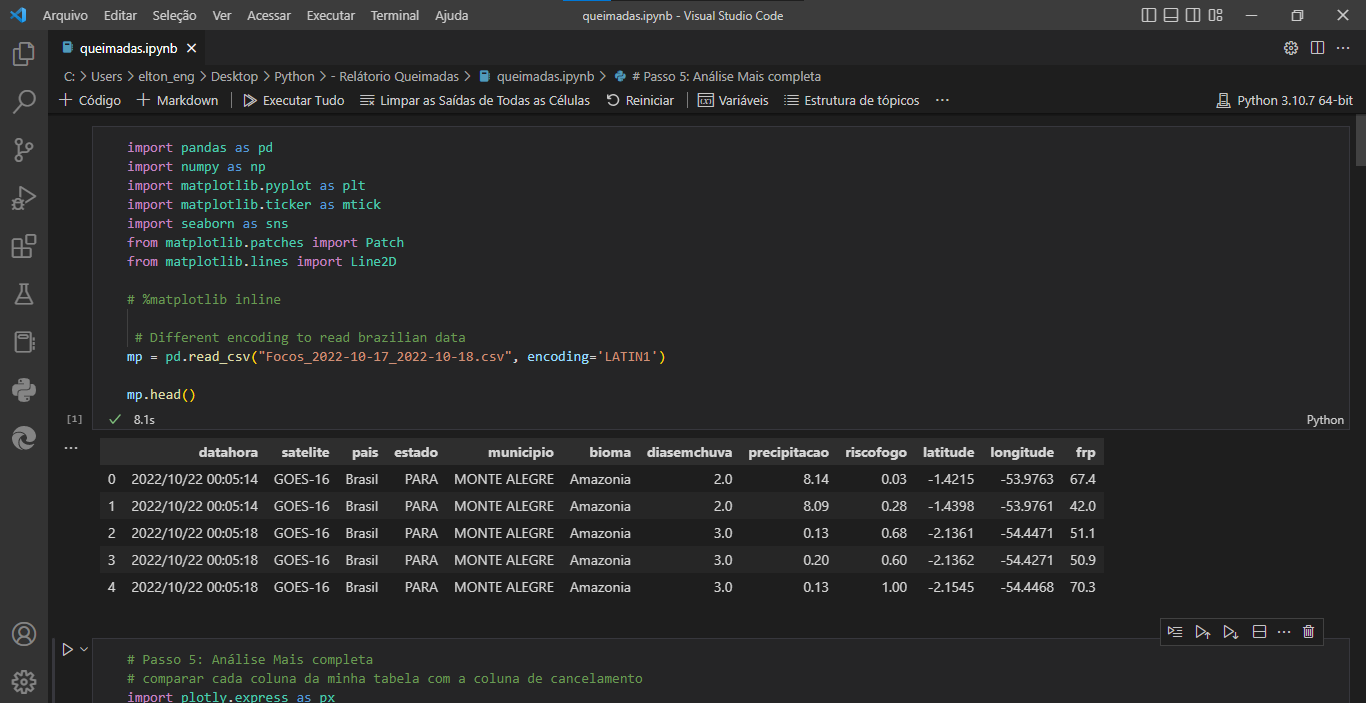 Arquivo Editar Seleção Ver Acessar Executar Terminal Ajuda queimadas.ipynb - Visual Studio Code
queimadas.ipynb
C: > Users > elton_eng > Desktop > Python > - Relátorio Queimadas > queimadas.ipynb > # Passo 5: Análise Mais completa
+ Código + Markdown Executar Tudo Limpar as Saídas de Todas as Células Reiniciar Variáveis Estrutura de tópicos ... Python 3.10.7 64-bit
import pandas as pd
import numpy as np
import matplotlib.pyplot as plt
import matplotlib.ticker as mtick
import seaborn as sns
from matplotlib.patches import Patch
from matplotlib.lines import Line2D
# %matplotlib inline
# Different encoding to read brazilian data
mp = pd.read_csv("Focos_2022-10-17_2022-10-18.csv", encoding='LATIN1')
mp.head()
[1] 8.1s Python
datahora satelite pais estado municipio bioma diasemchuva precipitacao riscofogo latitude longitude frp
0 2022/10/22 00:05:14 GOES-16 Brasil PARA MONTE ALEGRE Amazonia 2.0 8.14 0.03 -1.4215 -53.9763 67.4
1 2022/10/22 00:05:14 GOES-16 Brasil PARA MONTE ALEGRE Amazonia 2.0 8.09 0.28 -1.4398 -53.9761 42.0
2 2022/10/22 00:05:18 GOES-16 Brasil PARA MONTE ALEGRE Amazonia 3.0 0.13 0.68 -2.1361 -54.4471 51.1
3 2022/10/22 00:05:18 GOES-16 Brasil PARA MONTE ALEGRE Amazonia 3.0 0.20 0.60 -2.1362 -54.4271 50.9
4 2022/10/22 00:05:18 GOES-16 Brasil PARA MONTE ALEGRE Amazonia 3.0 0.13 1.00 -2.1545 -54.4468 70.3
# Passo 5: Análise Mais completa
# comparar cada coluna da minha tabela com a coluna de cancelamento
import plotly.express as px